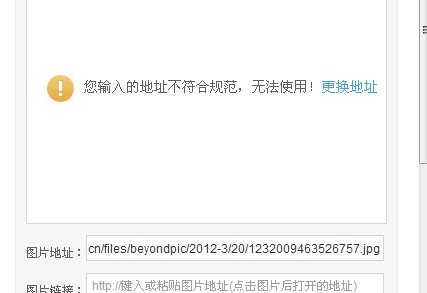 您输入的地址不符合规范，无法使用！更换地址
图片地址：cn/files/beyondpic/2012-3/20/1232009463526757.jpg
图片链接：http://键入或粘贴图片地址(点击图片后打开的地址)